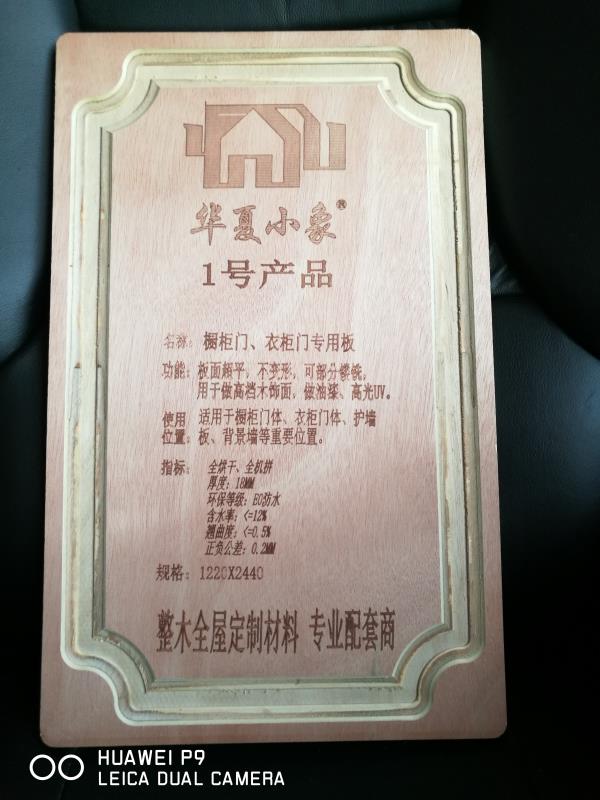 华夏小象®
1号产品
名称: 橱柜门、衣柜门专用板
功能: 板面超平, 不变形, 可部分镂铣,
用于做高档木饰面, 做油漆、高光UV。
使用 适用于橱柜门体、衣柜门体、护墙
位置: 板、背景墙等重要位置。
指标: 全烘干、全机拼
厚度: 18MM
环保等级: E0防水
含水率: <=12%
翘曲度: <=0.5%
正负公差: 0.2MM
规格: 1220X2440
整木全屋定制材料 专业配套商
HUAWEI P9
LEICA DUAL CAMERA